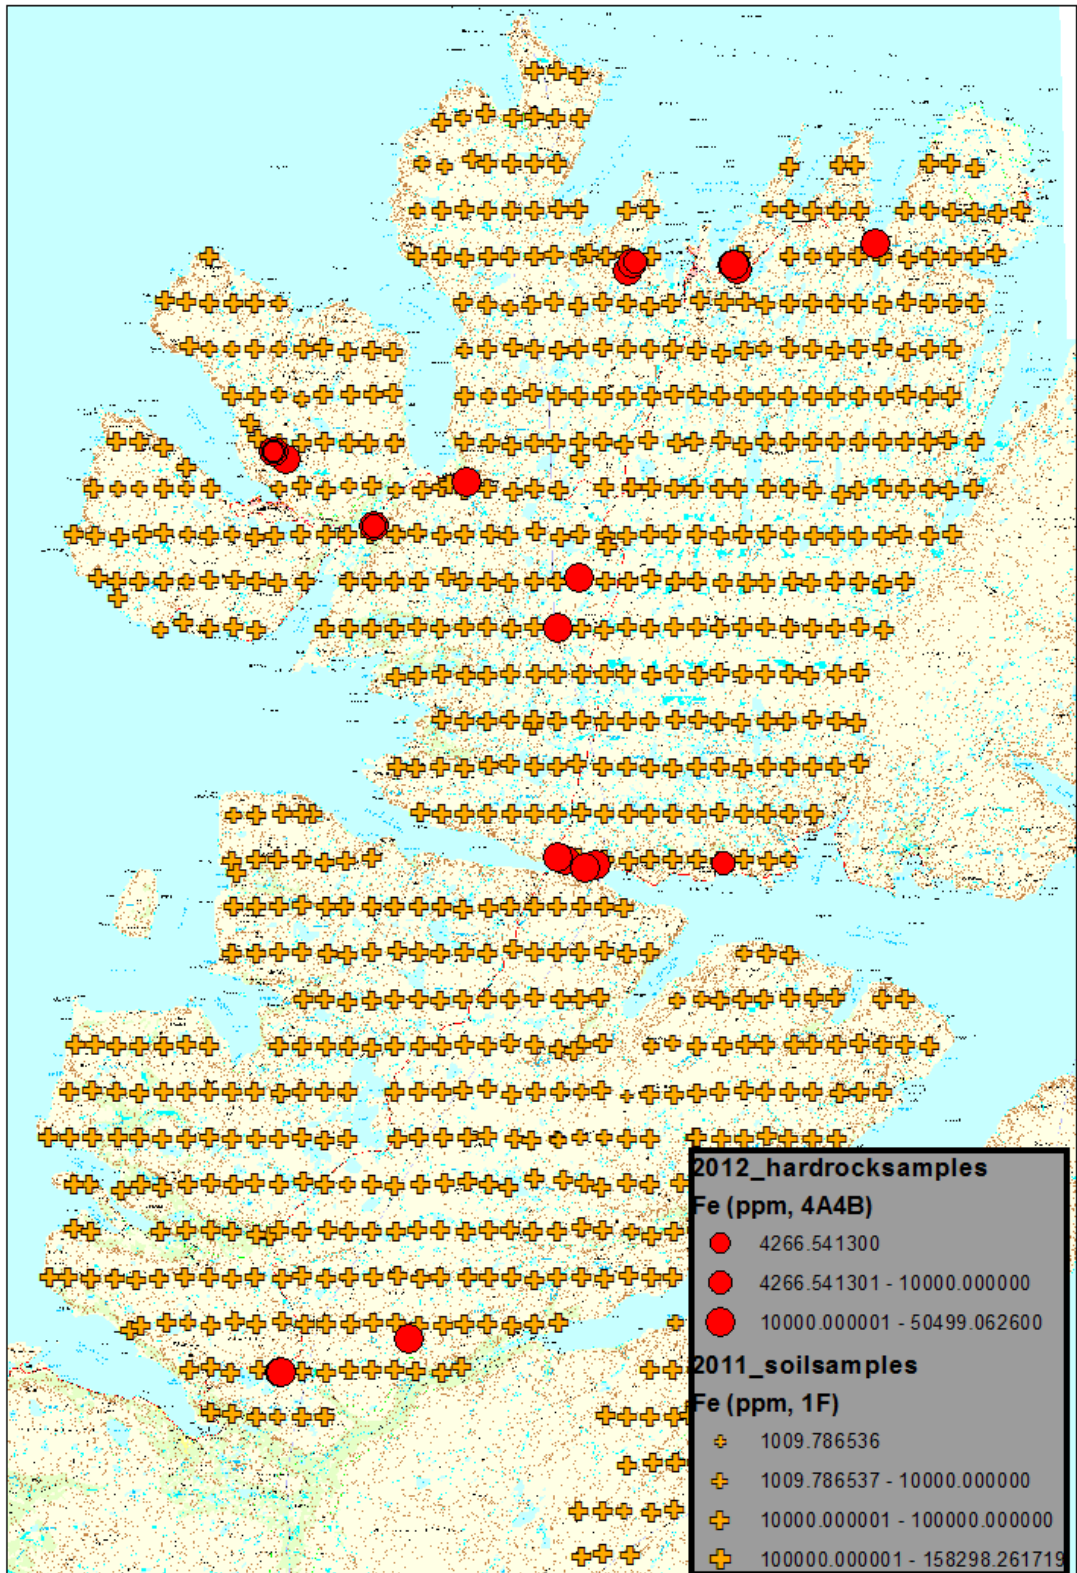 2012_hardrocksamples
Fe (ppm, 4A4B)
4266.541300
4266.541301 - 10000.000000
10000.000001 - 50499.062600
2011_soilsamples
Fe (ppm, 1F)
1009.786536
1009.786537 - 10000.000000
10000.000001 - 100000.000000
100000.000001 - 158298.261719